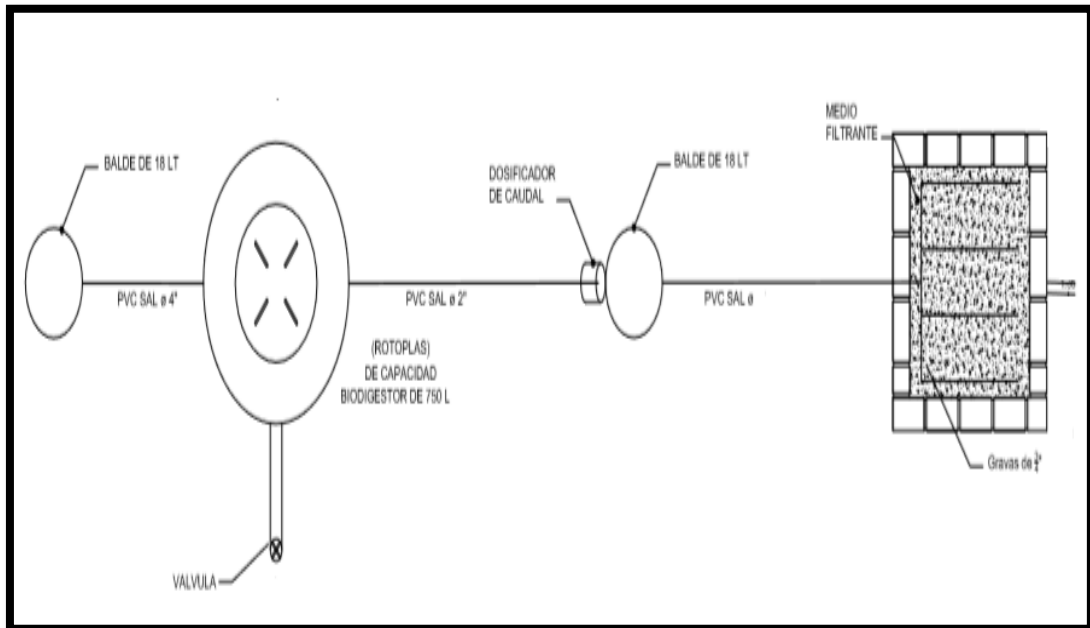 BALDE DE 18 LT
PVC SAL ø 4"
(ROTOPLAS)
DE CAPACIDAD
BIODIGESTOR DE 750 L
VALVULA
PVC SAL ø 2"
DOSIFICADOR
DE CAUDAL
BALDE DE 18 LT
PVC SAL ø
MEDIO
FILTRANTE
Gravas de